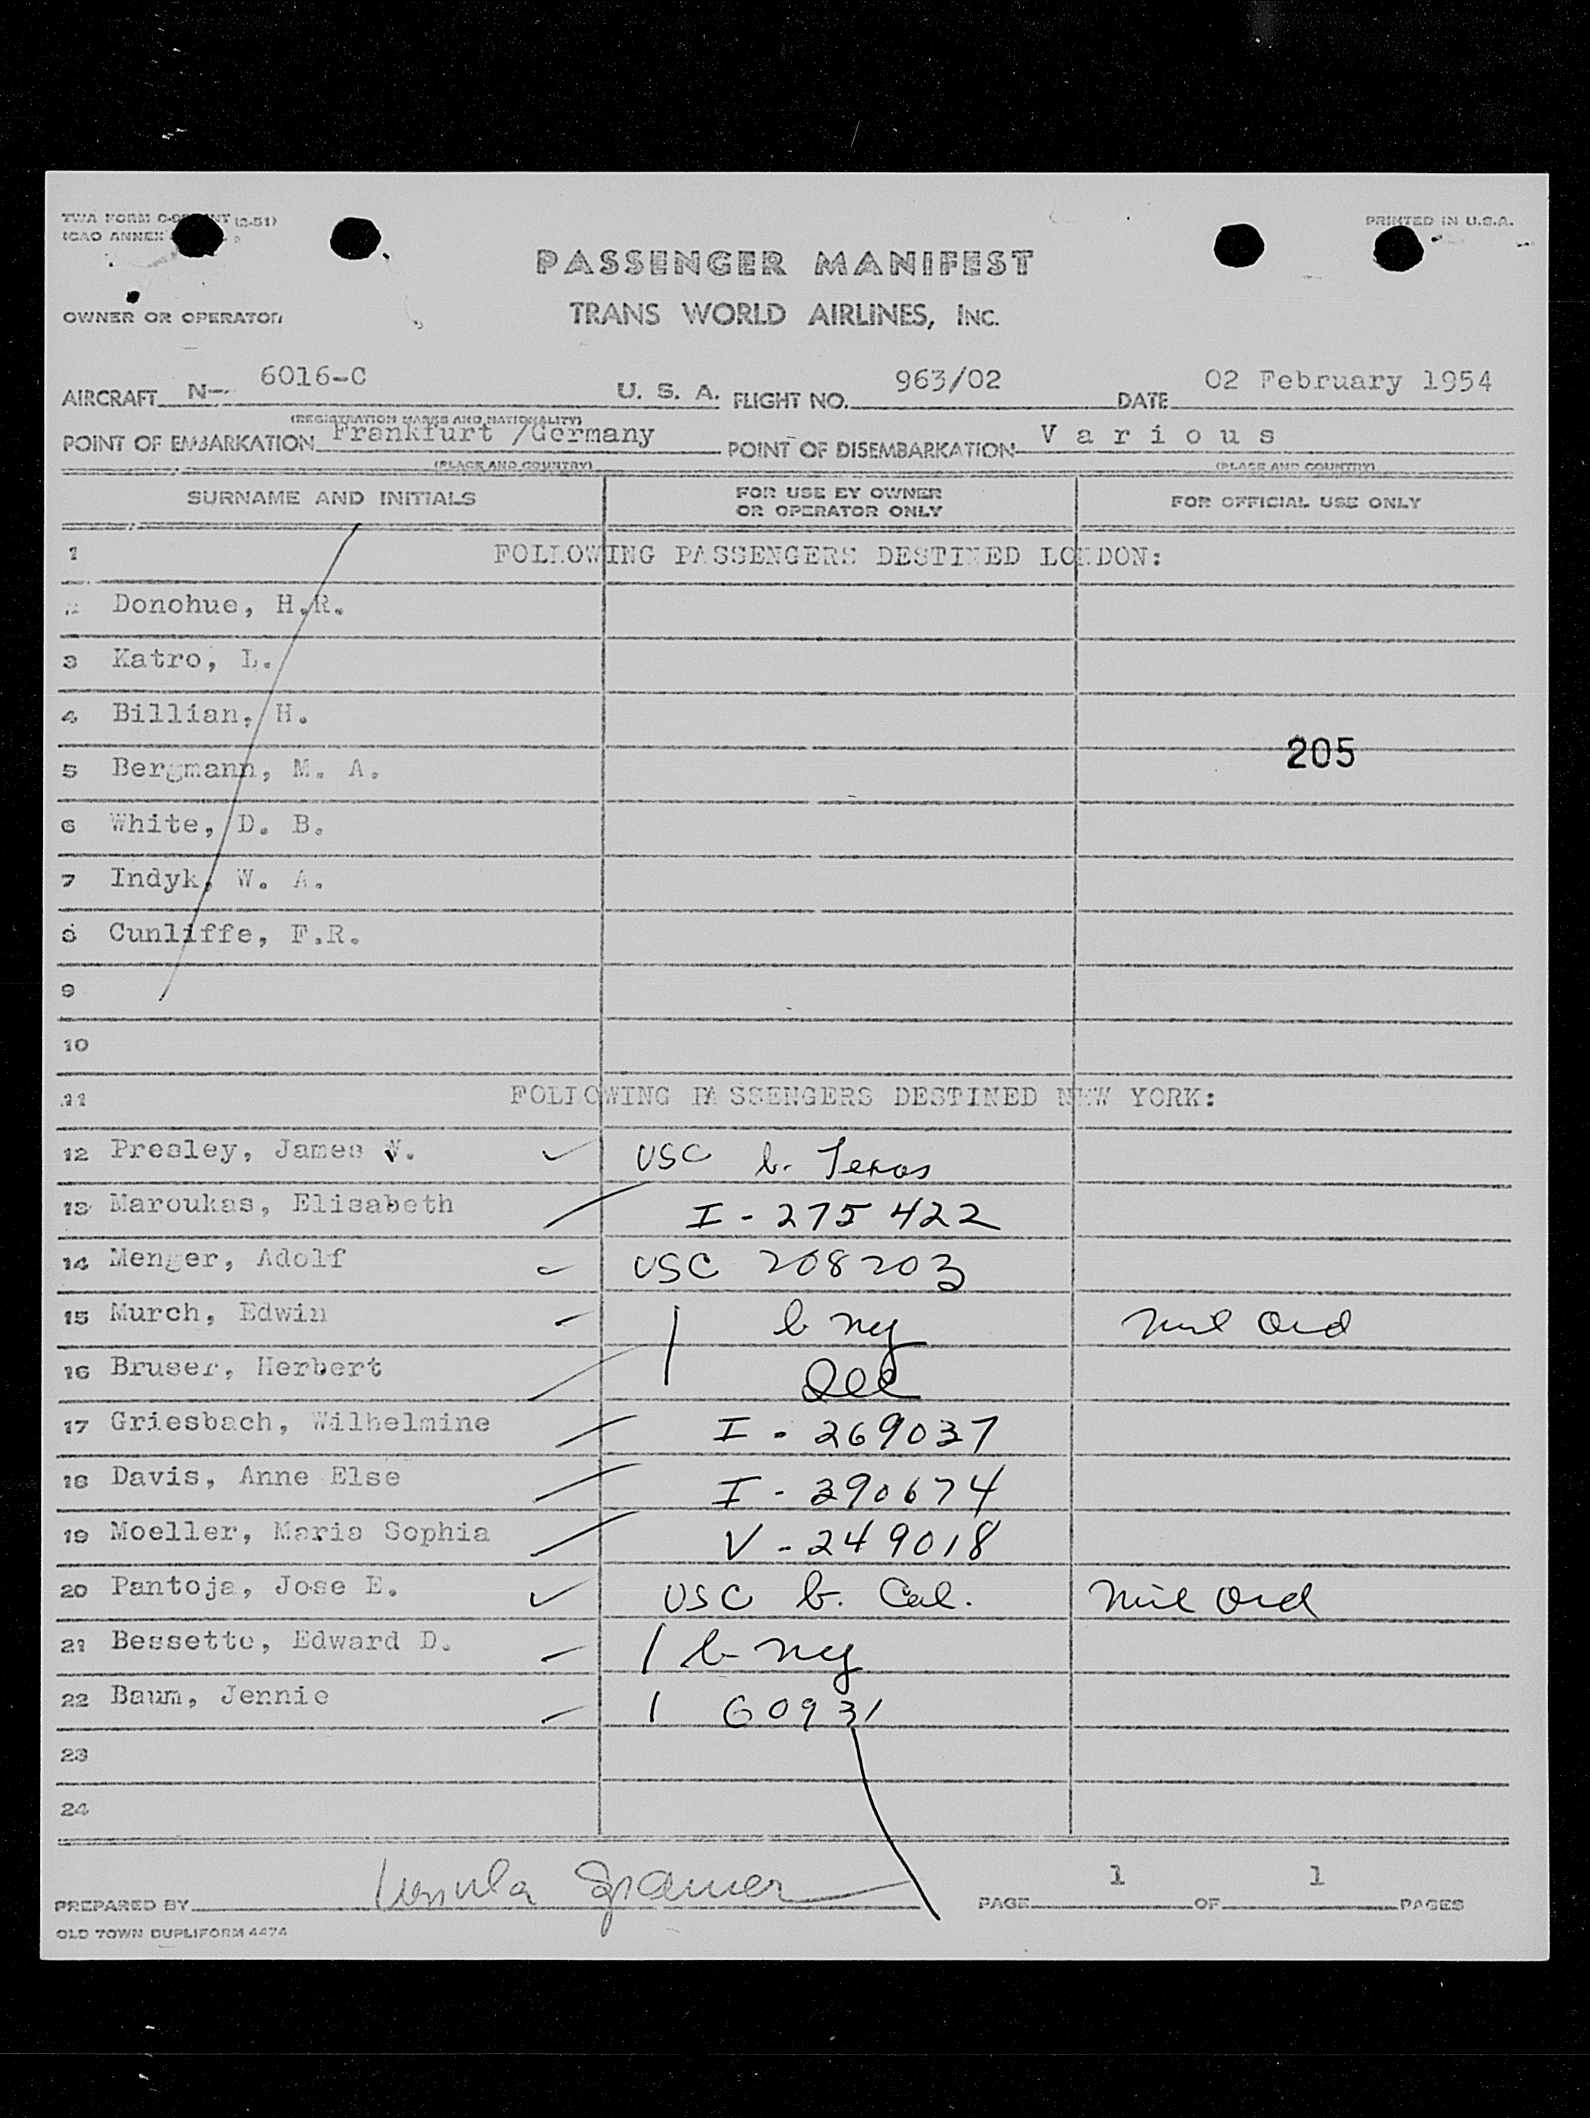 TWA FORM
PRINTED IN U.S.A.
ICAO ANNEX
PASSENGER MANIFEST
OWNER OR OPERATOR
TRANS WORLD AIRLINES, INC.
AIRCRAFT N- 6016-C U. S. A. FLIGHT NO. 963/02 DATE 02 February 1954
(REGISTRATION MARKS AND NATIONALITY)
POINT OF EMBARKATION Frankfurt /Germany POINT OF DISEMBARKATION Various
(PLACE AND COUNTRY) (PLACE AND COUNTRY)
SURNAME AND INITIALS FOR USE BY OWNER OR OPERATOR ONLY FOR OFFICIAL USE ONLY
1 FOLLOWING PASSENGERS DESTINED LONDON:
2 Donohue, H.R.
3 Katro, L.
4 Billian, H.
205
5 Bergmann, M. A.
6 White, D. B.
7 Indyk, W. A.
8 Cunliffe, F.R.
9
10
11 FOLLOWING PASSENGERS DESTINED NEW YORK:
12 Presley, James V. USC b. Texas
13 Maroukas, Elisabeth I-275422
14 Menger, Adolf USC 208203
15 Murch, Edwin b ny Mil Ord
16 Bruser, Herbert
17 Griesbach, Wilhelmine I-269037
18 Davis, Anne Else I-390674
19 Moeller, Maria Sophia V-249018
20 Pantoja, Jose E. USC b. Cal. Mil Ord
21 Bessette, Edward D. b ny
22 Baum, Jennie 60931
23
24
PREPARED BY Ursula PAGE 1 OF 1 PAGES
OLD TOWN DUPLIFORM 4474